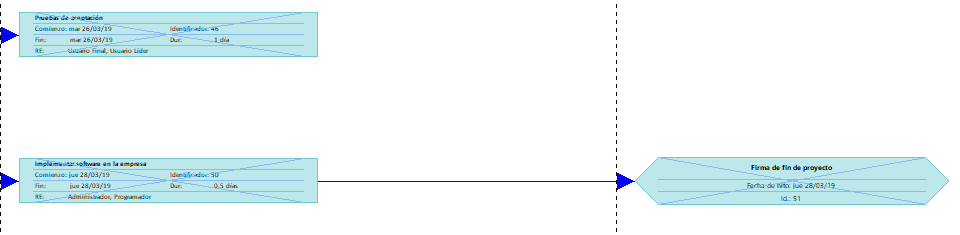 Pruebas de aceptación
Comienzo: mar 26/03/19 Identificador: 46
Fin: mar 26/03/19 Dur: 1 día
RE: Usuario Final, Usuario Lider
Implementar software en la empresa
Comienzo: jue 28/03/19 Identificador: 50
Fin: jue 28/03/19 Dur: 0,5 días
RE: Administrador, Programador
Firma de fin de proyecto
Fecha de hito: jue 28/03/19
Id.: 51